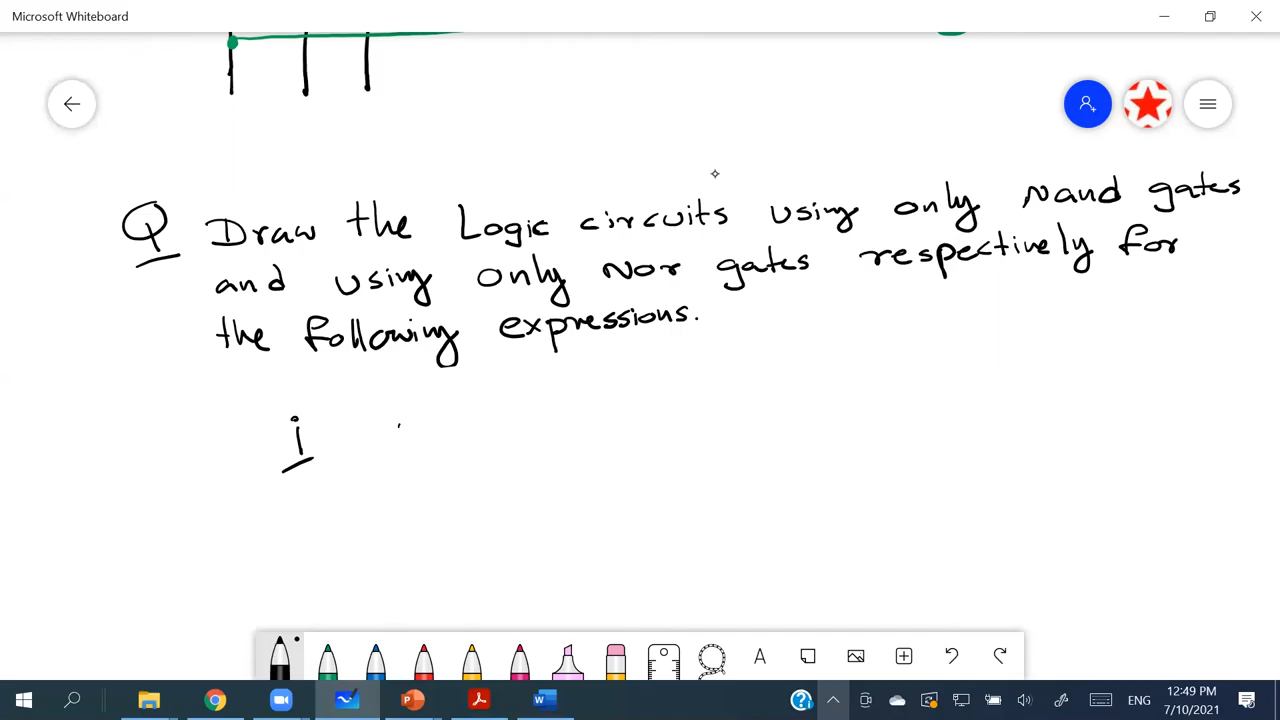 Microsoft Whiteboard
Q Draw the Logic circuits using only Nand gates
and using only Nor gates respectively for
the following expressions.
i
A
ENG
12:49 PM
7/10/2021